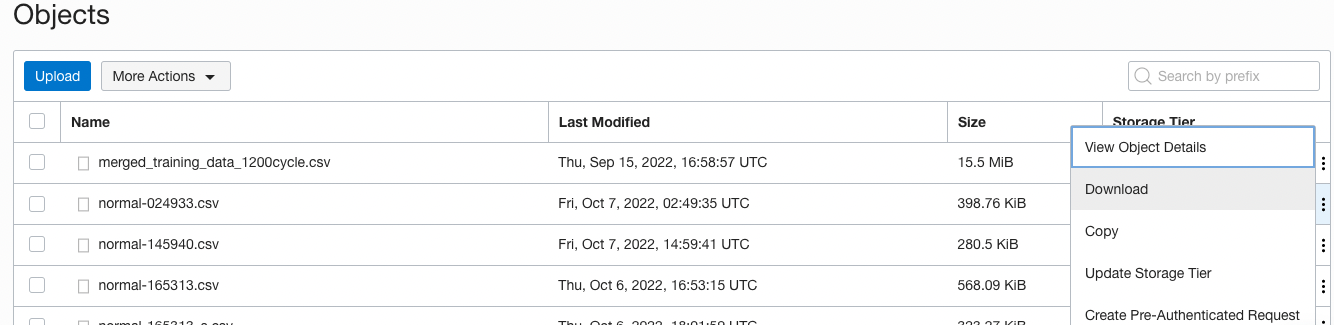 Objects
Upload More Actions Search by prefix
Name Last Modified Size Storage Tier
View Object Details
merged_training_data_1200cycle.csv Thu, Sep 15, 2022, 16:58:57 UTC 15.5 MiB
Download
normal-024933.csv Fri, Oct 7, 2022, 02:49:35 UTC 398.76 KiB
Copy
normal-145940.csv Fri, Oct 7, 2022, 14:59:41 UTC 280.5 KiB
Update Storage Tier
normal-165313.csv Thu, Oct 6, 2022, 16:53:15 UTC 568.09 KiB
Create Pre-Authenticated Request